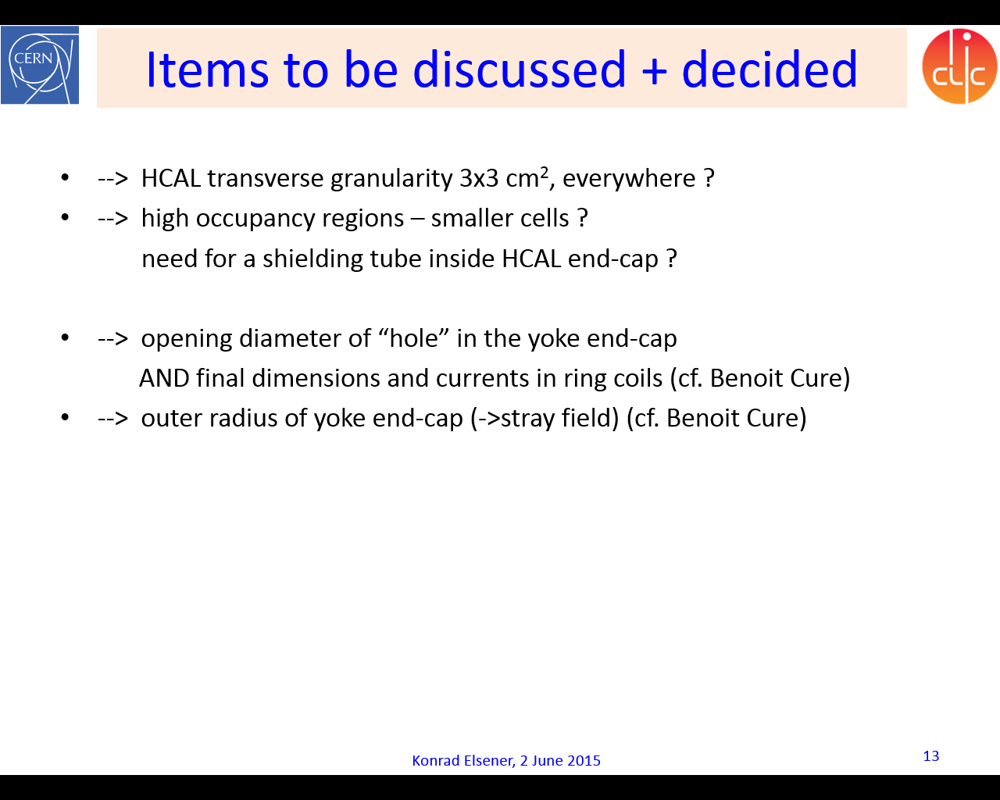 CERN
Items to be discussed + decided
clic
• --> HCAL transverse granularity 3x3 cm², everywhere ?
• --> high occupancy regions – smaller cells ?
need for a shielding tube inside HCAL end-cap ?
• --> opening diameter of “hole” in the yoke end-cap
AND final dimensions and currents in ring coils (cf. Benoit Cure)
• --> outer radius of yoke end-cap (->stray field) (cf. Benoit Cure)
Konrad Elsener, 2 June 2015
13